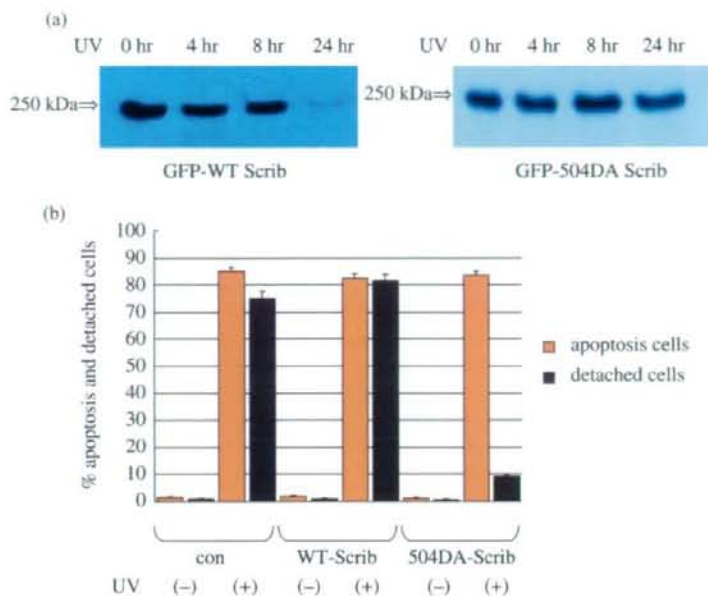 (a)
UV 0 hr 4 hr 8 hr 24 hr UV 0 hr 4 hr 8 hr 24 hr
250 kDa⇒ 250 kDa⇒
GFP-WT Scrib GFP-504DA Scrib
(b)
% apoptosis and detached cells
100
90
80
70
60
50
40
30
20
10
0
apoptosis cells
detached cells
con WT-Scrib 504DA-Scrib
UV (–) (+) (–) (+) (–) (+)